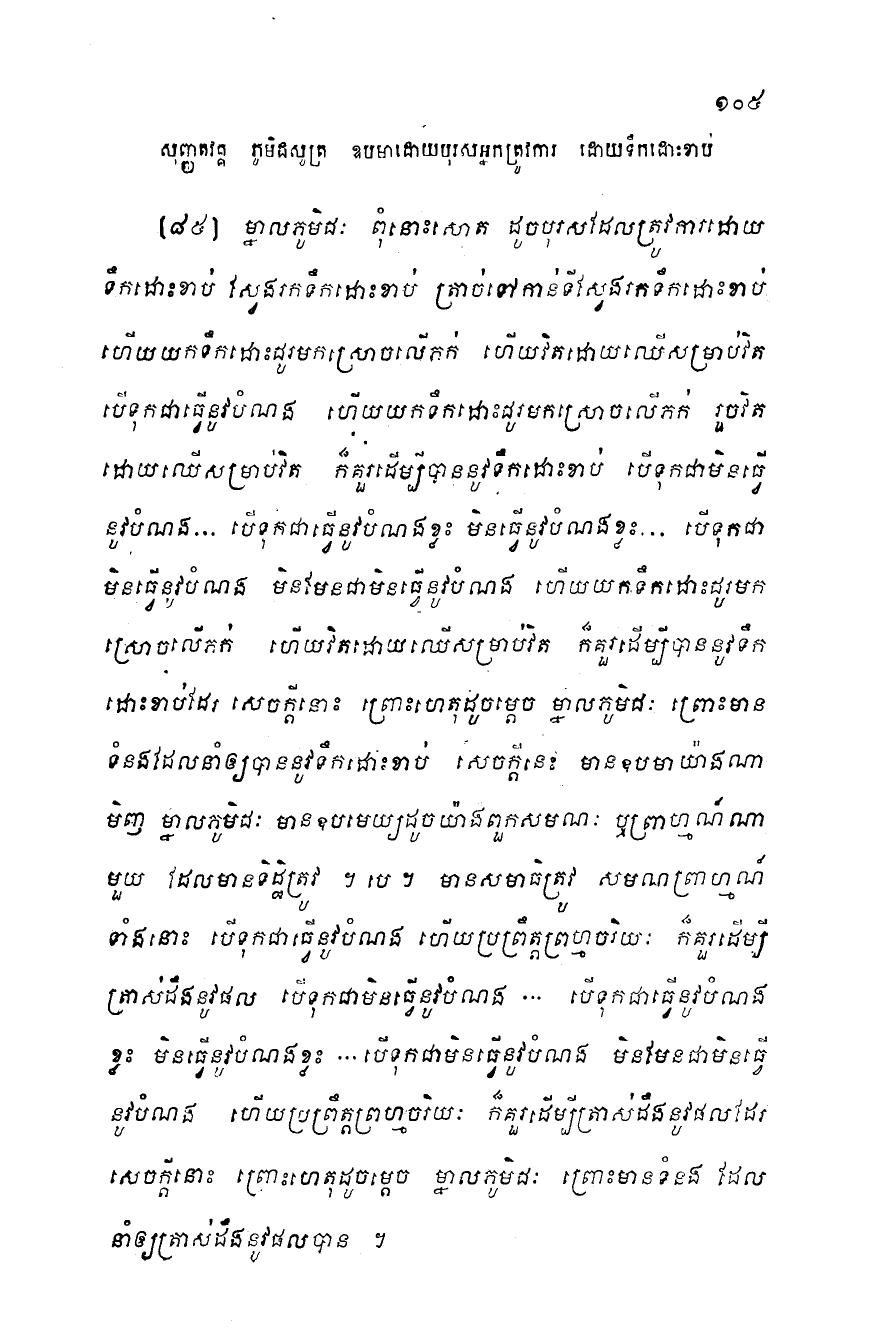 ១០៥
សុញ្ញតវគ្គ ភូមិជសូត្រ ឧបមាដោយបុរសអ្នកត្រូវការ ដោយទឹកដោះខាប់
[៨៥] ម្នាលភូមិជៈ ពុំនោះសោត ដូចបុរសដែលត្រូវការដោយ
ទឹកដោះខាប់ ស្វែងរកទឹកដោះខាប់ ត្រាច់ទៅកាន់ទីស្វែងរកទឹកដោះខាប់
ហើយយកទឹកដោះជូរមកស្រោចលើភក់ ហើយវិតដោយឈើសម្រាប់វិត
បើទុកជាធ្វើនូវបំណង ហើយយកទឹកដោះជូរមកស្រោចលើភក់ រួចវិត
ដោយឈើសម្រាប់វិត ក៏គួរដើម្បីបាននូវទឹកដោះខាប់ បើទុកជាមិនធ្វើ
នូវបំណង... បើទុកជាធ្វើនូវបំណងខ្លះ មិនធ្វើនូវបំណងខ្លះ... បើទុកជា
មិនធ្វើនូវបំណង មិនមែនជាមិនធ្វើនូវបំណង ហើយយកទឹកដោះជូរមក
ស្រោចលើភក់ ហើយវិតដោយឈើសម្រាប់វិត ក៏គួរដើម្បីបាននូវទឹក
ដោះខាប់ដែរ សេចក្តីនោះ ព្រោះហេតុដូចម្តេច ម្នាលភូមិជៈ ព្រោះមាន
ទំនងដែលនាំឲ្យបាននូវទឹកដោះខាប់ សេចក្តីនេះ មានឧបមាយ៉ាងណា
មិញ ម្នាលភូមិជៈ មានឧបមេយ្យដូចយ៉ាងពួកសមណៈ ឬព្រាហ្មណ៍ណា
មួយ ដែលមានទិដ្ឋិត្រូវ ។ បេ ។ មានសមាធិត្រូវ សមណព្រាហ្មណ៍
ទាំងនោះ បើទុកជាធ្វើនូវបំណង ហើយប្រព្រឹត្តព្រហ្មចរិយៈ ក៏គួរដើម្បី
ត្រាស់ដឹងនូវផល បើទុកជាមិនធ្វើនូវបំណង ... បើទុកជាធ្វើនូវបំណង
ខ្លះ មិនធ្វើនូវបំណងខ្លះ ...បើទុកជាមិនធ្វើនូវបំណង មិនមែនជាមិនធ្វើ
នូវបំណង ហើយប្រព្រឹត្តព្រហ្មចរិយៈ ក៏គួរដើម្បីត្រាស់ដឹងនូវផលដែរ
សេចក្តីនោះ ព្រោះហេតុដូចម្តេច ម្នាលភូមិជៈ ព្រោះមានទំនង ដែល
នាំឲ្យត្រាស់ដឹងនូវផលបាន ។